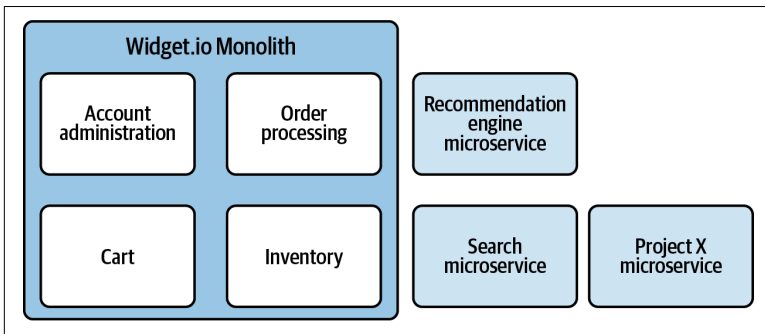 Widget.io Monolith
Account
administration
Order
processing
Recommendation
engine
microservice
Cart
Inventory
Search
microservice
Project X
microservice